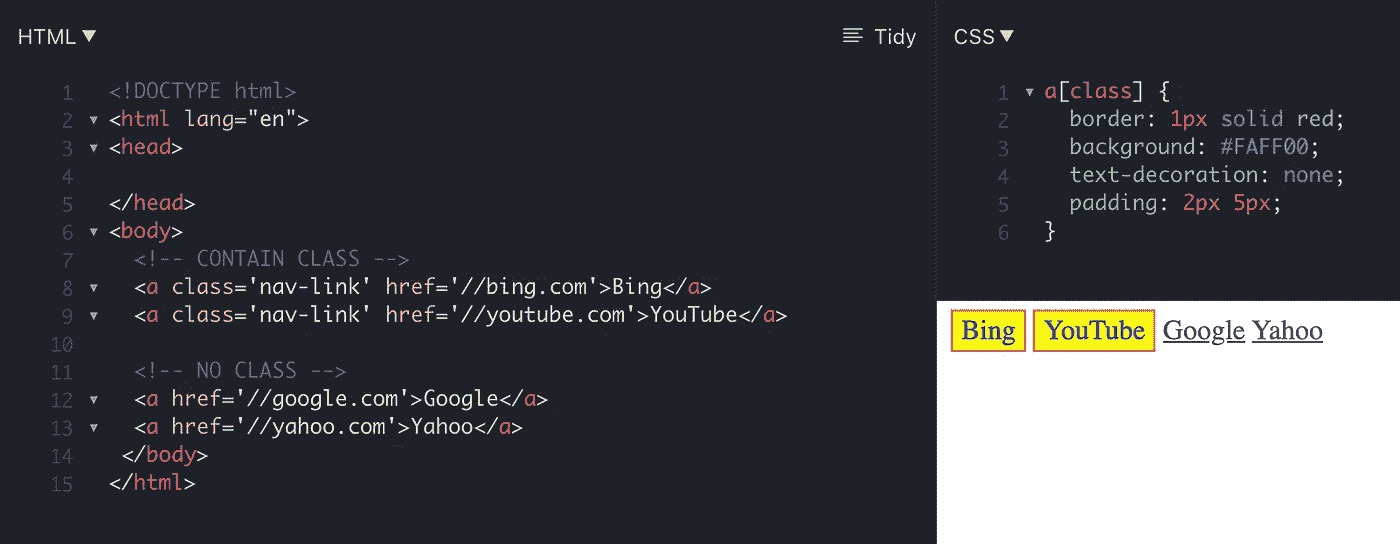 HTML ▼
Tidy
1 <!DOCTYPE html>
2 ▼ <html lang="en">
3 ▼ <head>
4
5 </head>
6 ▼ <body>
7 <!-- CONTAIN CLASS -->
8 ▼ <a class='nav-link' href='//bing.com'>Bing</a>
9 ▼ <a class='nav-link' href='//youtube.com'>YouTube</a>
10
11 <!-- NO CLASS -->
12 ▼ <a href='//google.com'>Google</a>
13 ▼ <a href='//yahoo.com'>Yahoo</a>
14 </body>
15 </html>
CSS ▼
1 ▼ a[class] {
2 border: 1px solid red;
3 background: #FAFF00;
4 text-decoration: none;
5 padding: 2px 5px;
6 }
Bing YouTube Google Yahoo